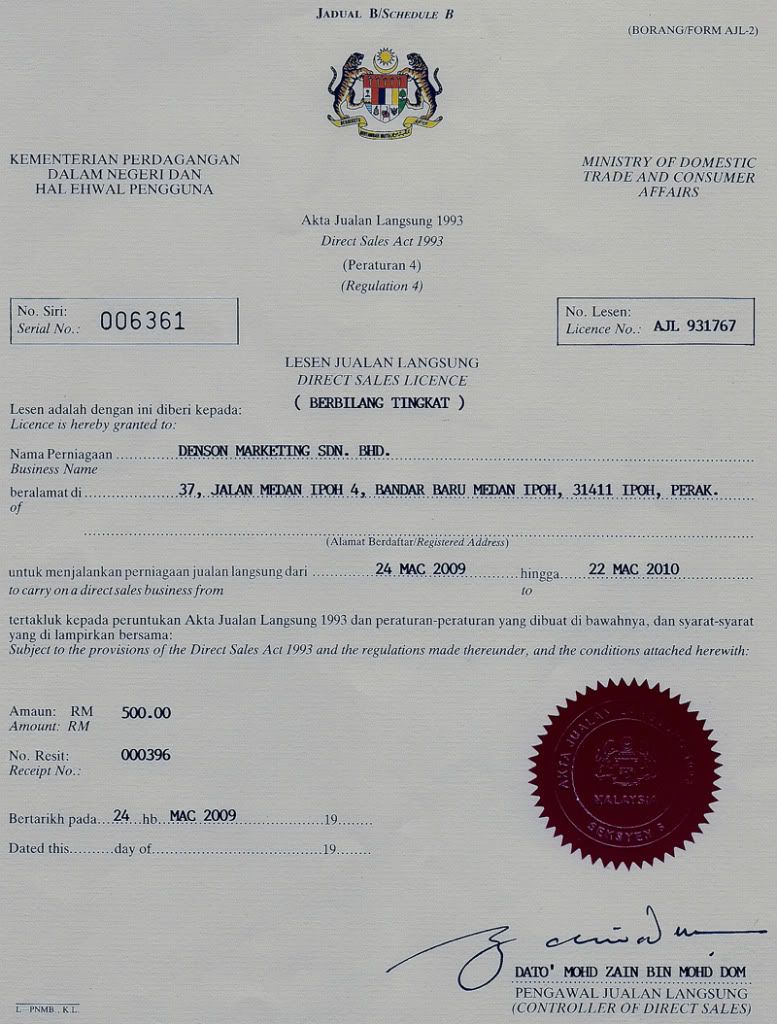 JADUAL B/SCHEDULE B
(BORANG/FORM AJL-2)
KEMENTERIAN PERDAGANGAN
DALAM NEGERI DAN
HAL EHWAL PENGGUNA
MINISTRY OF DOMESTIC
TRADE AND CONSUMER
AFFAIRS
Akta Jualan Langsung 1993
Direct Sales Act 1993
(Peraturan 4)
(Regulation 4)
No. Siri:
Serial No.: 006361
No. Lesen:
Licence No.: AJL 931767
LESEN JUALAN LANGSUNG
DIRECT SALES LICENCE
( BERBILANG TINGKAT )
Lesen adalah dengan ini diberi kepada:
Licence is hereby granted to:
Nama Perniagaan DENSON MARKETING SDN. BHD.
Business Name
beralamat di 37, JALAN MEDAN IPOH 4, BANDAR BARU MEDAN IPOH, 31411 IPOH, PERAK.
of
(Alamat Berdaftar/Registered Address)
untuk menjalankan perniagaan jualan langsung dari 24 MAC 2009 hingga 22 MAC 2010
to carry on a direct sales business from to
tertakluk kepada peruntukan Akta Jualan Langsung 1993 dan peraturan-peraturan yang dibuat di bawahnya, dan syarat-syarat
yang di lampirkan bersama:
Subject to the provisions of the Direct Sales Act 1993 and the regulations made thereunder, and the conditions attached herewith:
Amaun: RM 500.00
Amount: RM
No. Resit: 000396
Receipt No.:
Bertarikh pada 24 hb. MAC 2009 19
Dated this day of 19
AKTA JUALAN
MALAYSIA
SEKSYEN
DATO' MOHD ZAIN BIN MOHD DOM
PENGAWAL JUALAN LANGSUNG
(CONTROLLER OF DIRECT SALES)
L - PNMB., K.L.